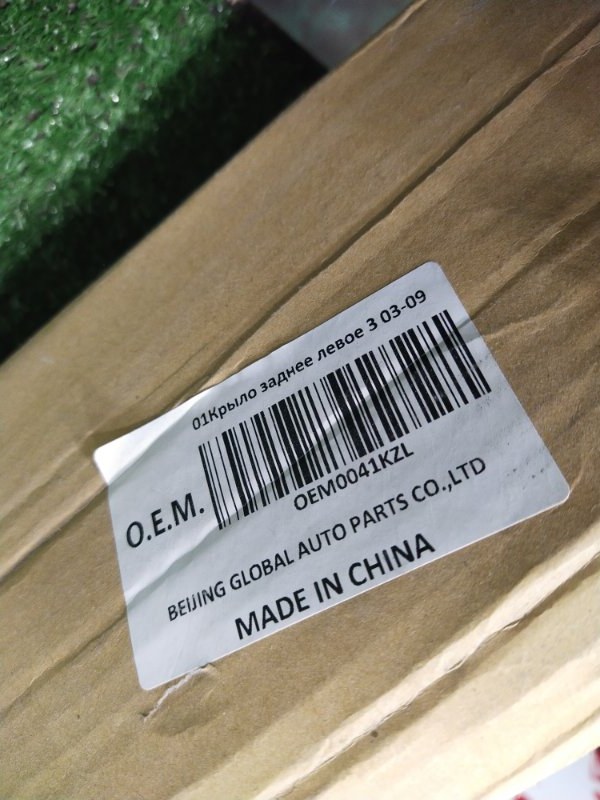 01Крыло заднее левое 3 03-09
O.E.M.
OEM0041KZL
BEIJING GLOBAL AUTO PARTS CO.,LTD
MADE IN CHINA